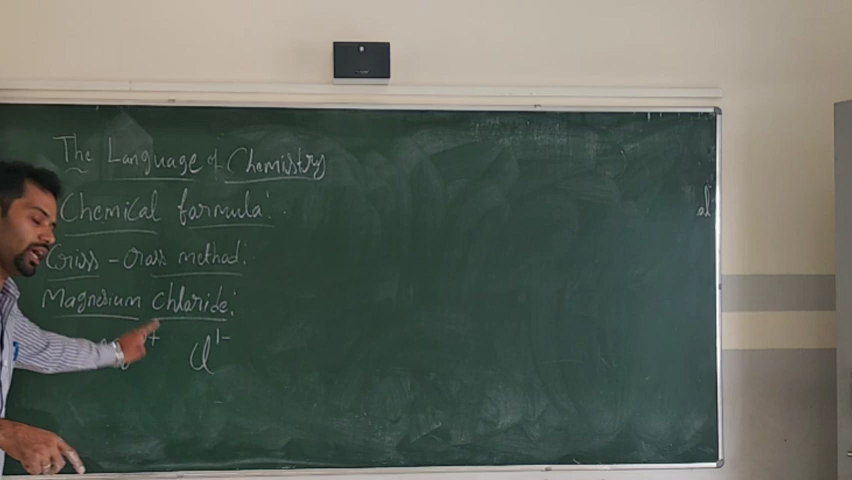 The Language of Chemistry
Chemical formula:
Criss - Cross method:
Magnesium chloride:
Cl1-